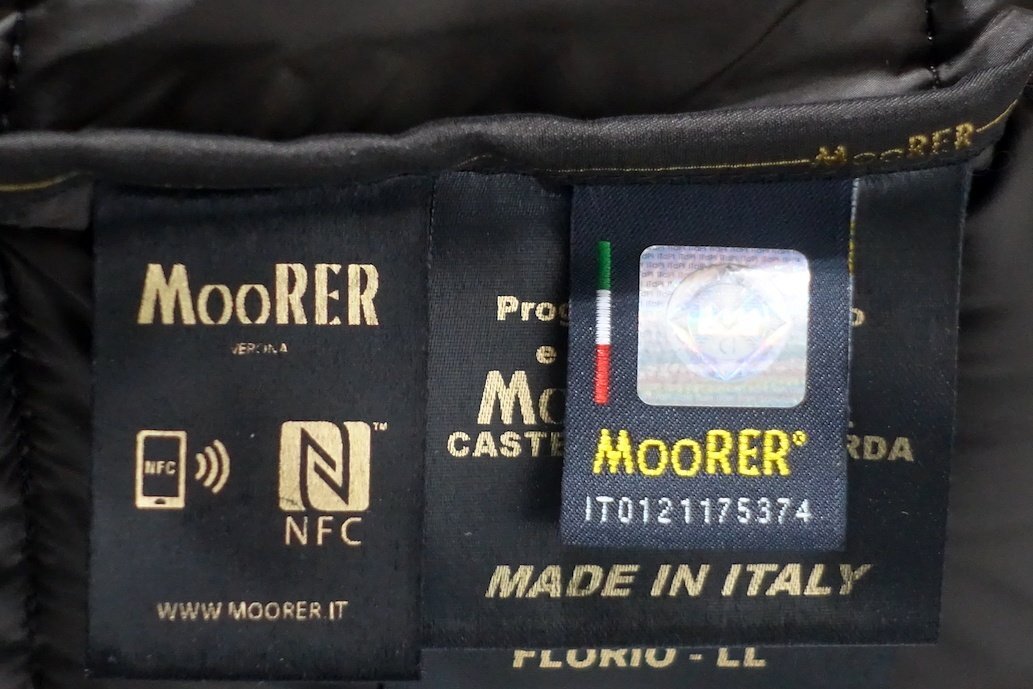 MooRER
MooRER
VERONA
NFC
NFC
WWW.MOORER.IT
MooRER
IT0121175374
MADE IN ITALY
FLORIO - LL